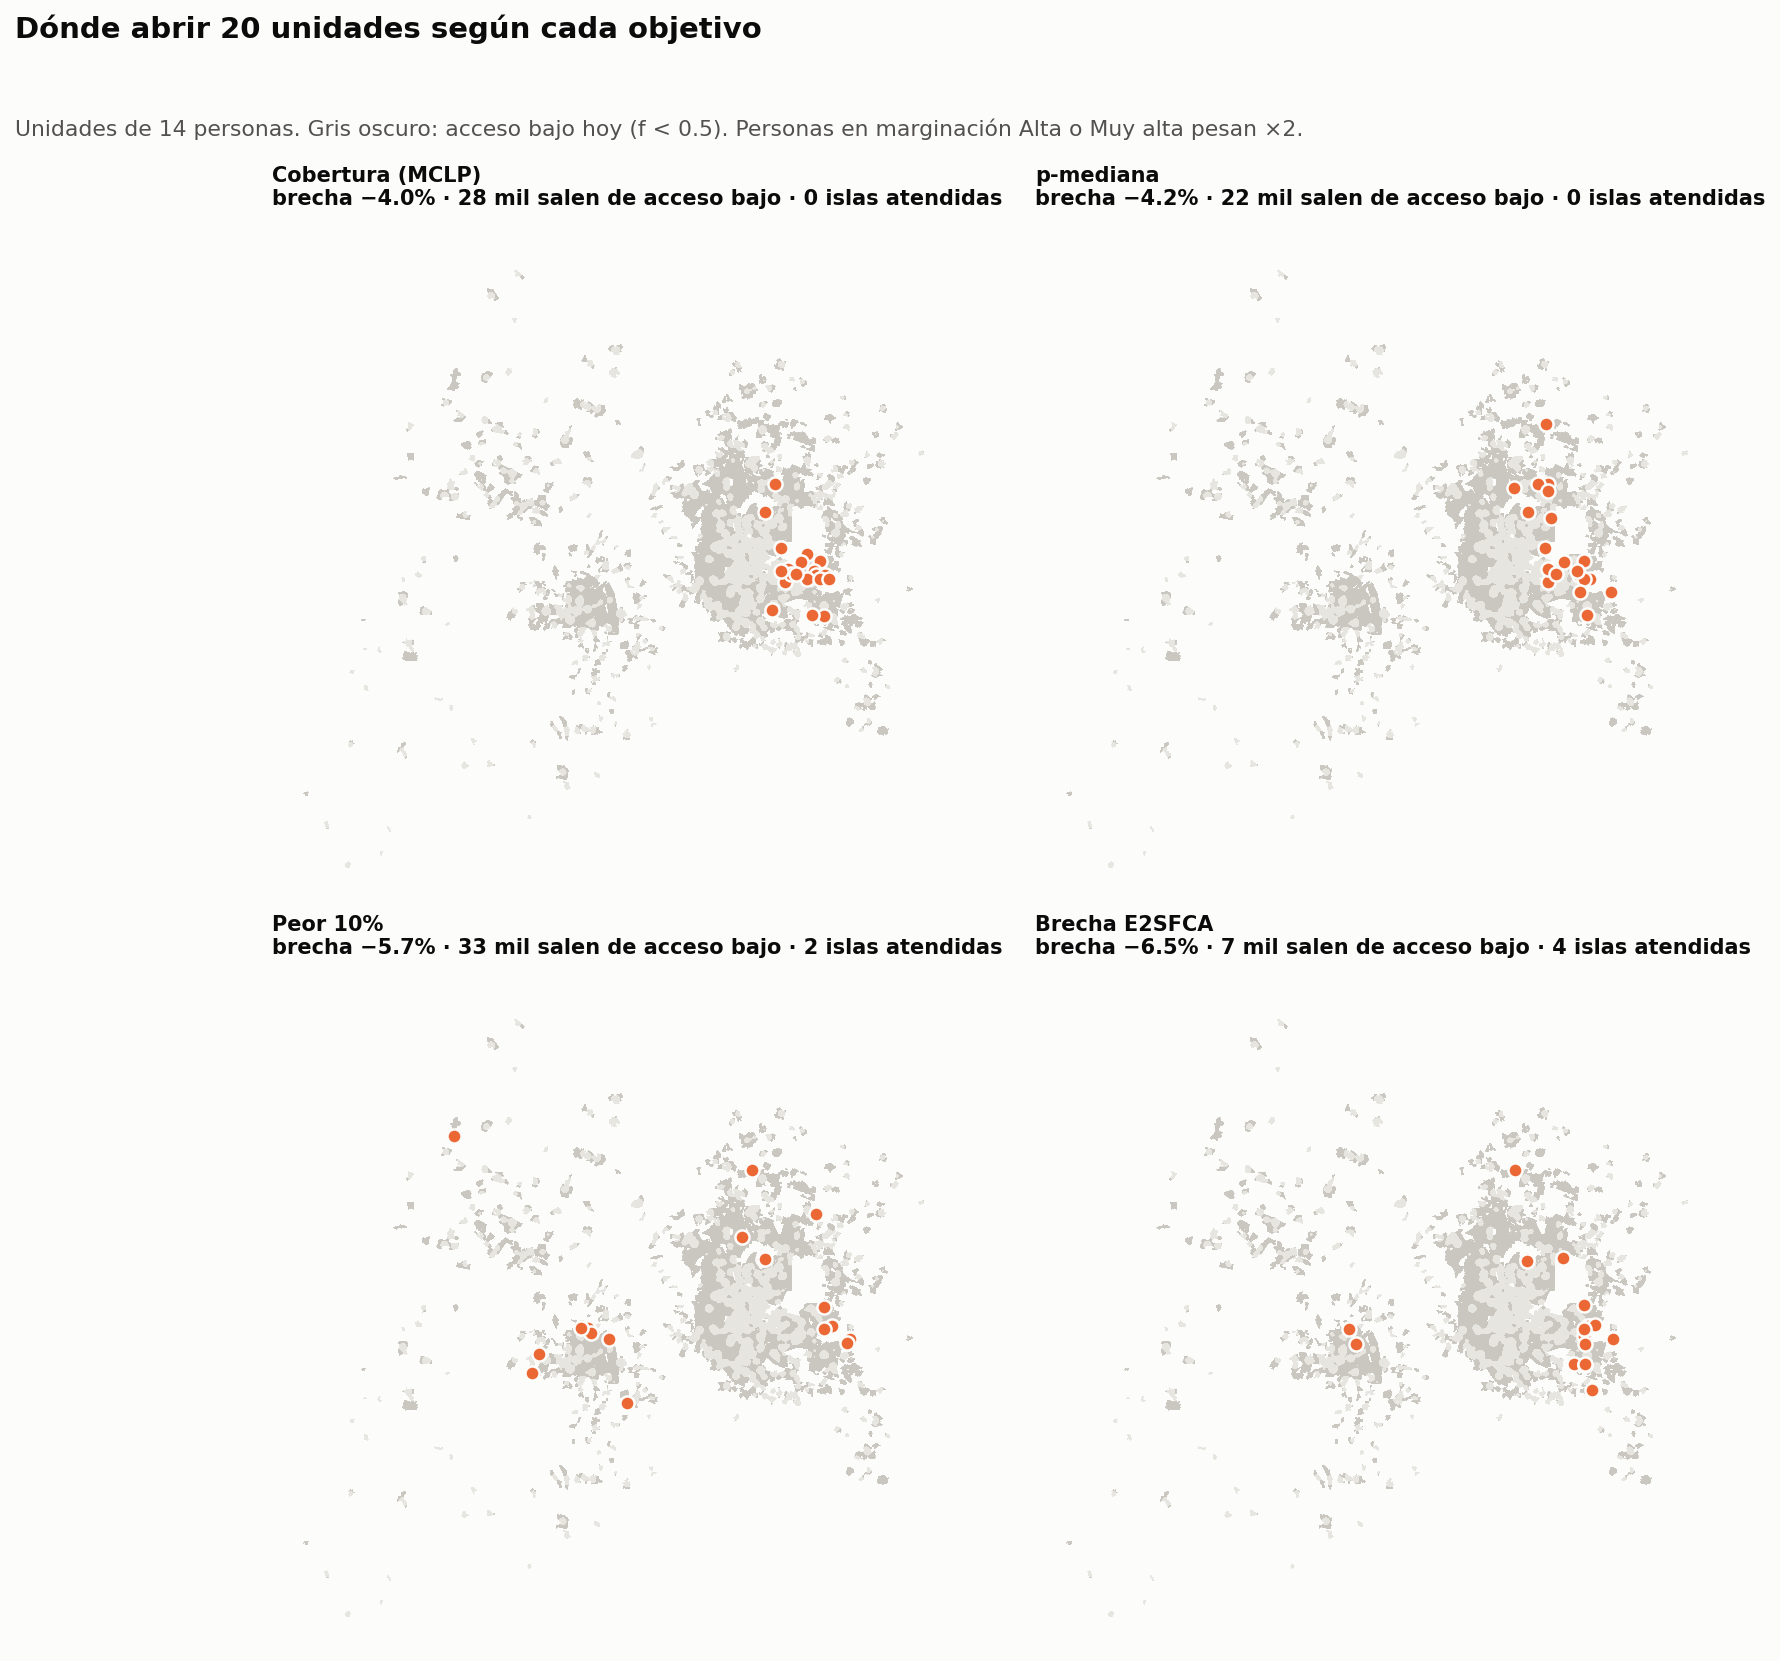 Dónde abrir 20 unidades según cada objetivo
Unidades de 14 personas. Gris oscuro: acceso bajo hoy (f < 0.5). Personas en marginación Alta o Muy alta pesan ×2.
Cobertura (MCLP)
brecha −4.0% · 28 mil salen de acceso bajo · 0 islas atendidas
p-mediana
brecha −4.2% · 22 mil salen de acceso bajo · 0 islas atendidas
Peor 10%
brecha −5.7% · 33 mil salen de acceso bajo · 2 islas atendidas
Brecha E2SFCA
brecha −6.5% · 7 mil salen de acceso bajo · 4 islas atendidas